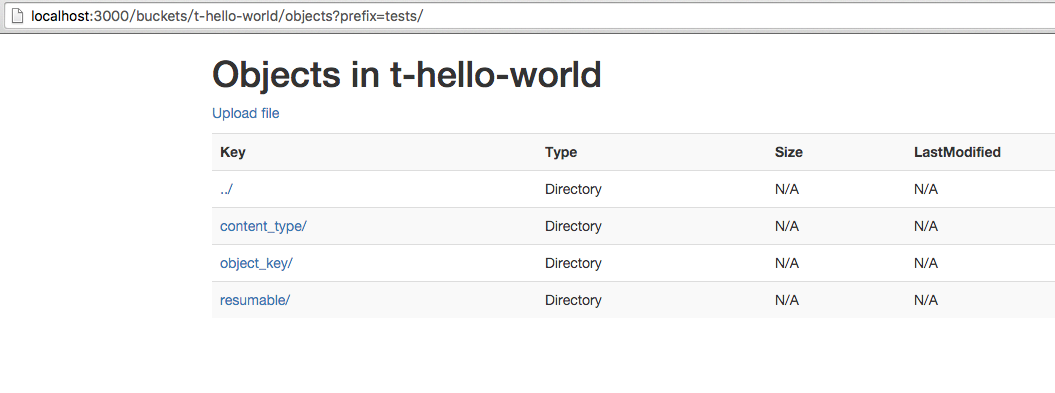 localhost:3000/buckets/t-hello-world/objects?prefix=tests/
Objects in t-hello-world
Upload file
Key Type Size LastModified
../ Directory N/A N/A
content_type/ Directory N/A N/A
object_key/ Directory N/A N/A
resumable/ Directory N/A N/A